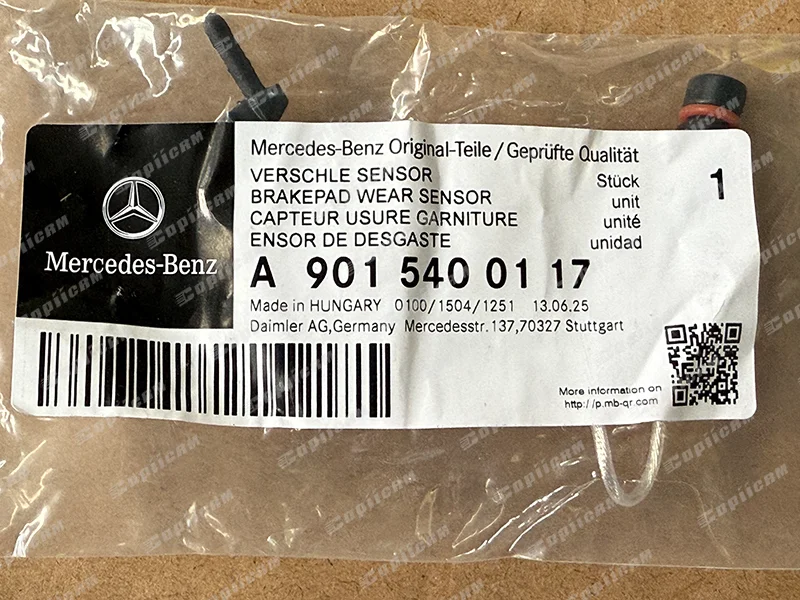 Mercedes-Benz
Mercedes-Benz Original-Teile / Geprüfte Qualität
VERSCHLE SENSOR Stück 1
BRAKEPAD WEAR SENSOR unit
CAPTEUR USURE GARNITURE unité
ENSOR DE DESGASTE unidad
A 901 540 01 17
Made in HUNGARY 0100/1504/1251 13.06.25
Daimler AG,Germany Mercedesstr.137,70327 Stuttgart
More information on
http://p.mb-qr.com
CopiiCAM